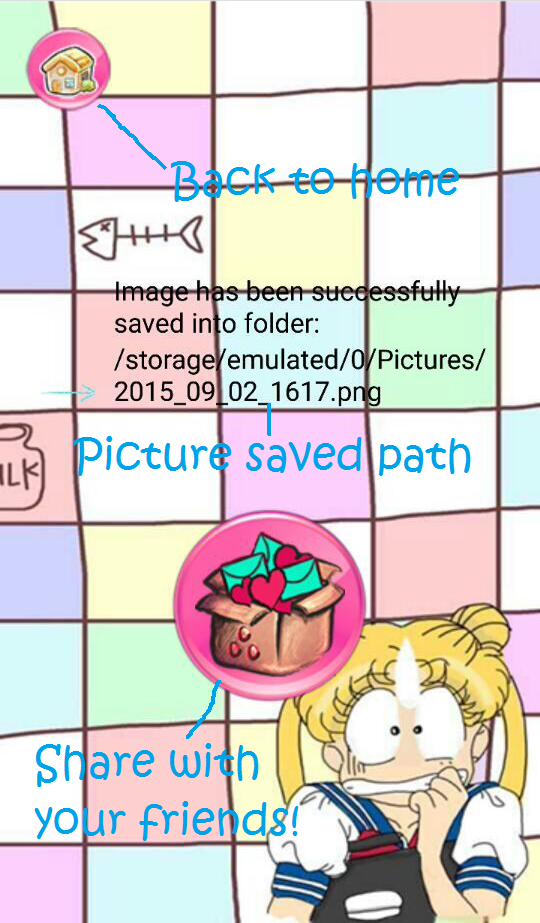 Back to home
Image has been successfully
saved into folder:
/storage/emulated/0/Pictures/
2015_09_02_1617.png
Picture saved path
LK
Share with
your friends!